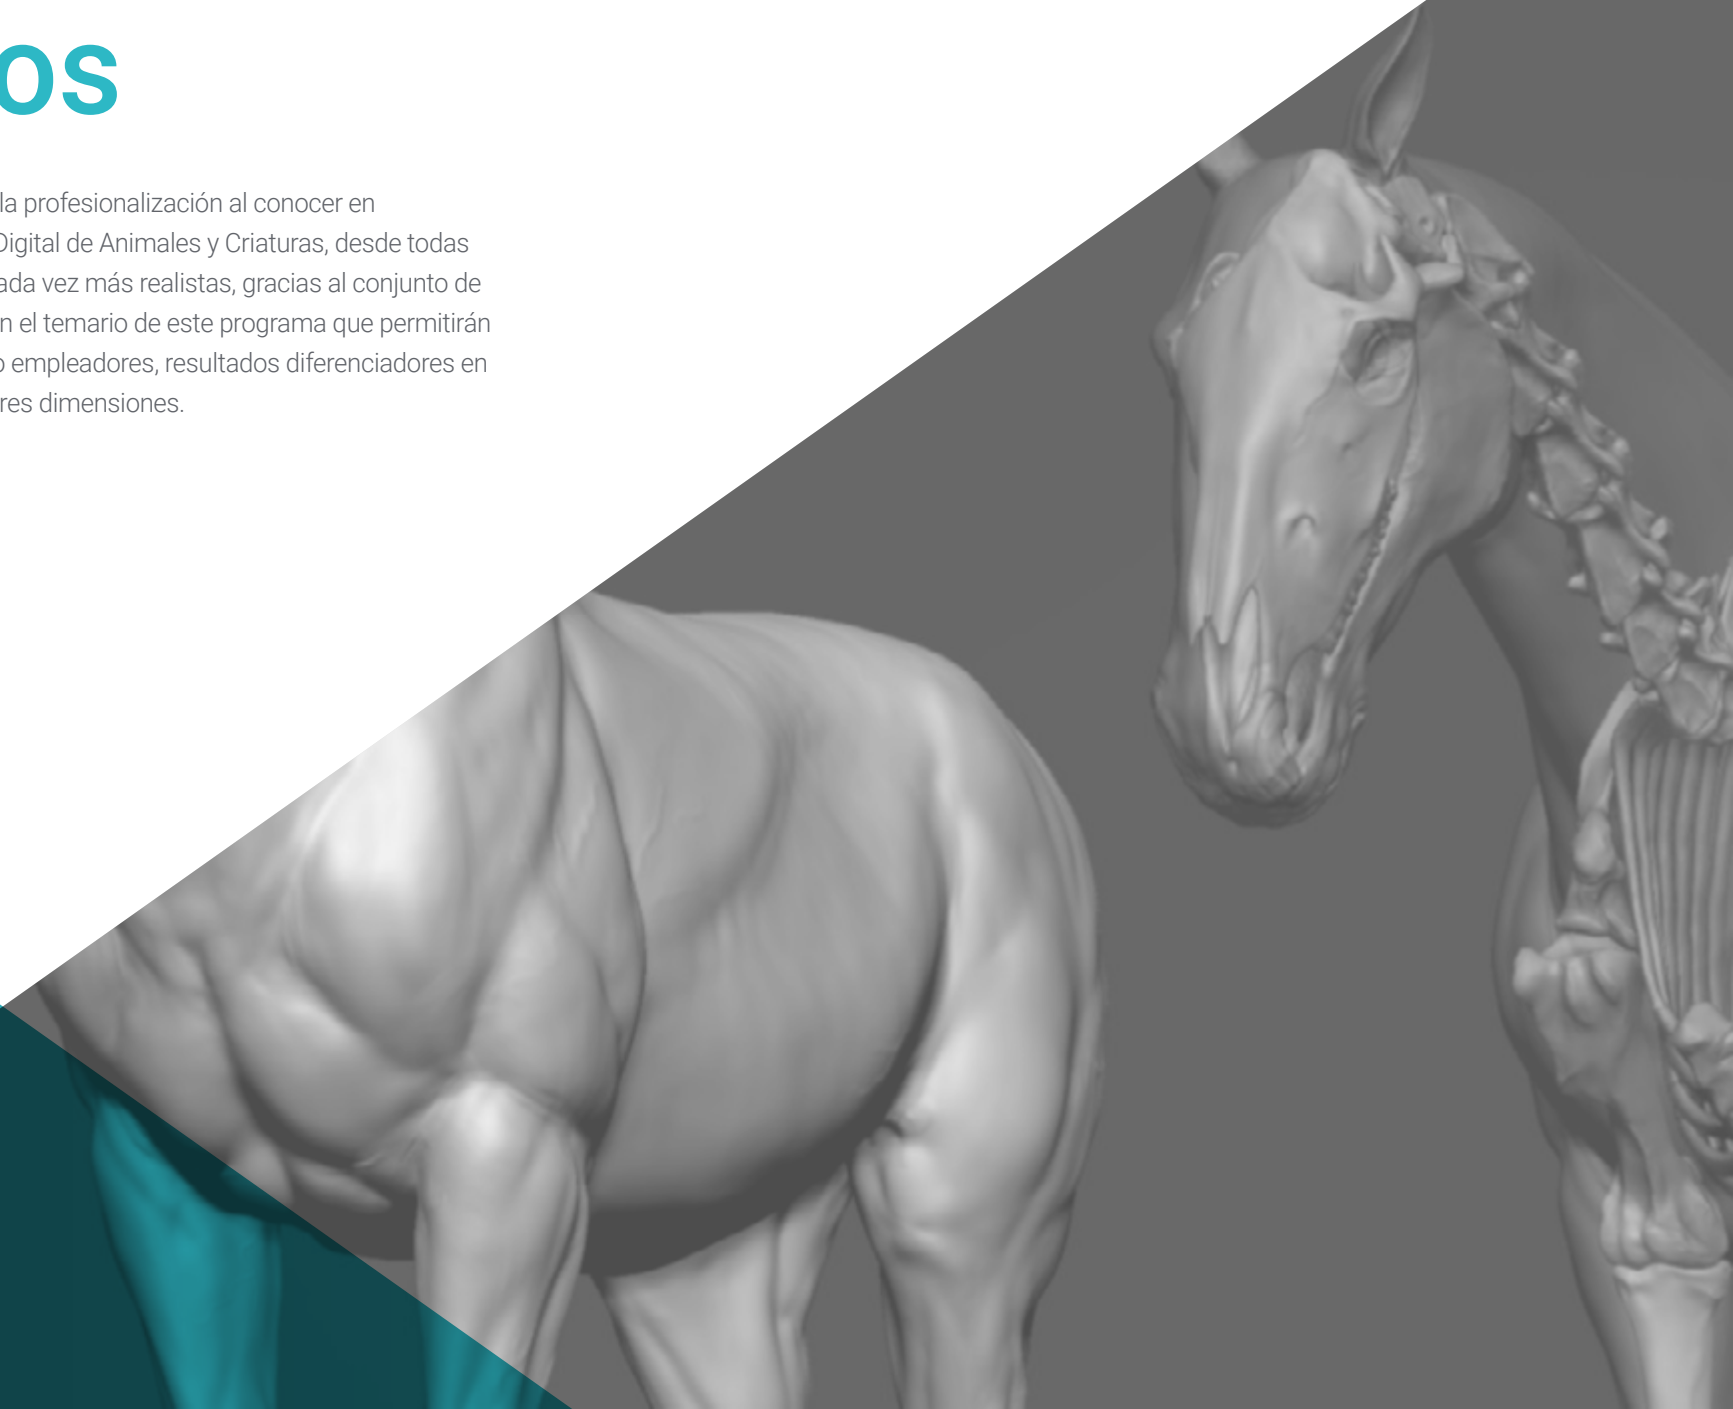 os
la profesionalización al conocer en
Digital de Animales y Criaturas, desde todas
ada vez más realistas, gracias al conjunto de
n el temario de este programa que permitirán
o empleadores, resultados diferenciadores en
res dimensiones.